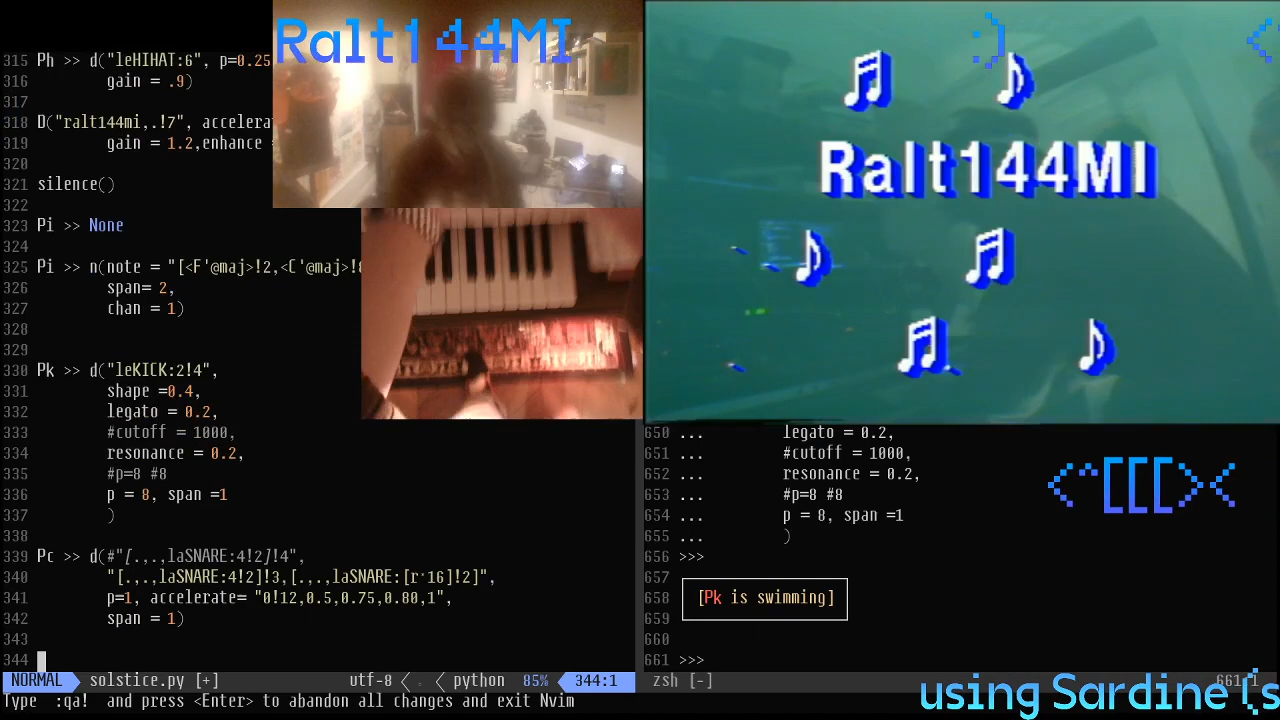 315 Ph >> d("leHIHAT:6", p=0.25
316 gain = .9)
317
318 D("ralt144mi,.!7", accelera
319 gain = 1.2,enhance =
320
321 silence()
322
323 Pi >> None
324
325 Pi >> n(note = "[<F'@maj>!2,<C'@maj>!8
326 span= 2,
327 chan = 1)
328
329
330 Pk >> d("leKICK:2!4",
331 shape =0.4,
332 legato = 0.2,
333 #cutoff = 1000,
334 resonance = 0.2,
335 #p=8 #8
336 p = 8, span =1
337 )
338
339 Pc >> d(#"[.,.,laSNARE:4!2]!4",
340 "[.,.,laSNARE:4!2]!3,[.,.,laSNARE:[r*16]!2]",
341 p=1, accelerate= "0!12,0.5,0.75,0.80,1",
342 span = 1)
343
344
NORMAL solstice.py [+] utf-8 < . < python 85% 344:1
Type :qa! and press <Enter> to abandon all changes and exit Nvim
Ralt144MI
:)
<
Ralt144MI
650 ... legato = 0.2,
651 ... #cutoff = 1000,
652 ... resonance = 0.2,
653 ... #p=8 #8
654 ... p = 8, span =1
655 ... )
656 >>>
657
658 [Pk is swimming]
659
660
661 >>>
<^[[[><
zsh [-] 661:1
using Sardine (s